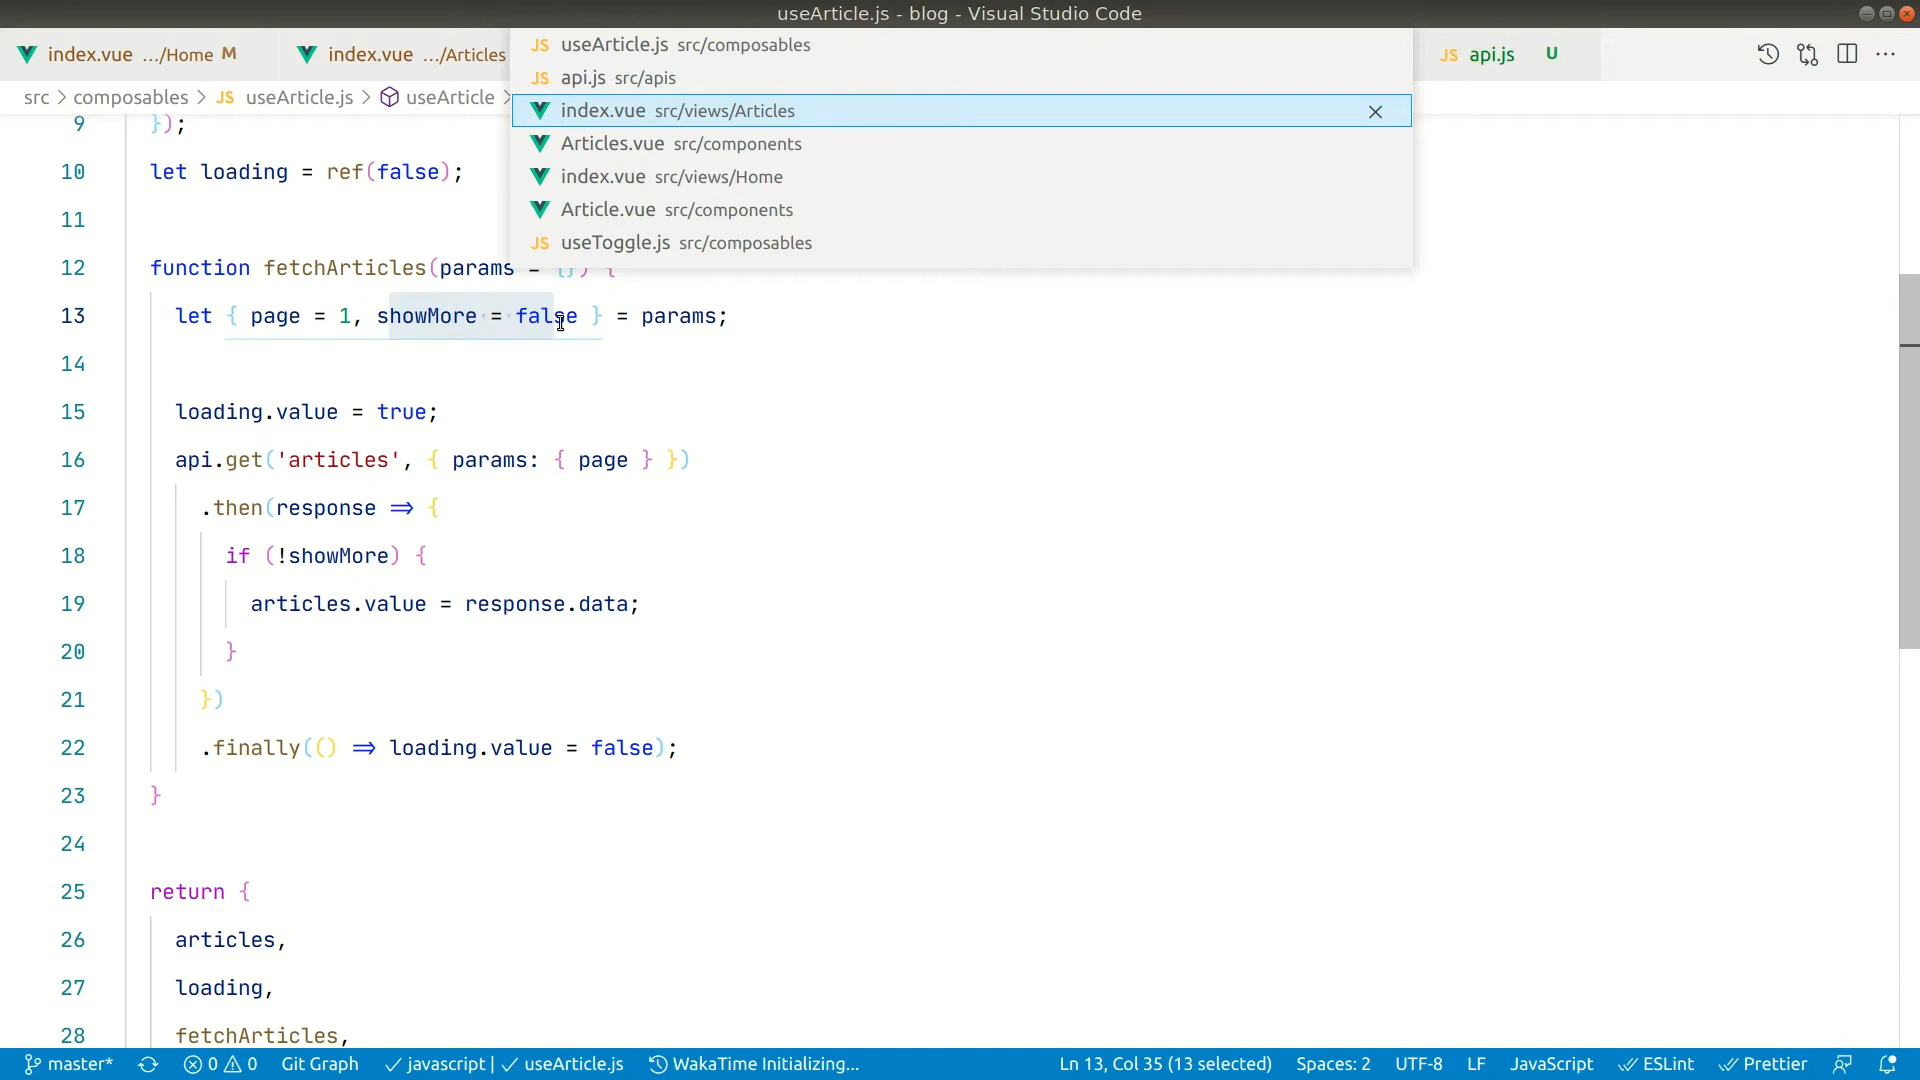 useArticle.js - blog - Visual Studio Code
index.vue .../Home M
index.vue .../Articles
api.js U
src > composables > JS useArticle.js > useArticle >
JS useArticle.js src/composables
JS api.js src/apis
index.vue src/views/Articles
Articles.vue src/components
index.vue src/views/Home
Article.vue src/components
JS useToggle.js src/composables
9 });
10 let loading = ref(false);
11
12 function fetchArticles(params = {}) {
13 let { page = 1, showMore = false } = params;
14
15 loading.value = true;
16 api.get('articles', { params: { page } })
17 .then(response => {
18 if (!showMore) {
19 articles.value = response.data;
20 }
21 })
22 .finally(() => loading.value = false);
23 }
24
25 return {
26 articles,
27 loading,
28 fetchArticles,
master* 0 0 Git Graph javascript | useArticle.js WakaTime Initializing... Ln 13, Col 35 (13 selected) Spaces: 2 UTF-8 LF JavaScript ESLint Prettier